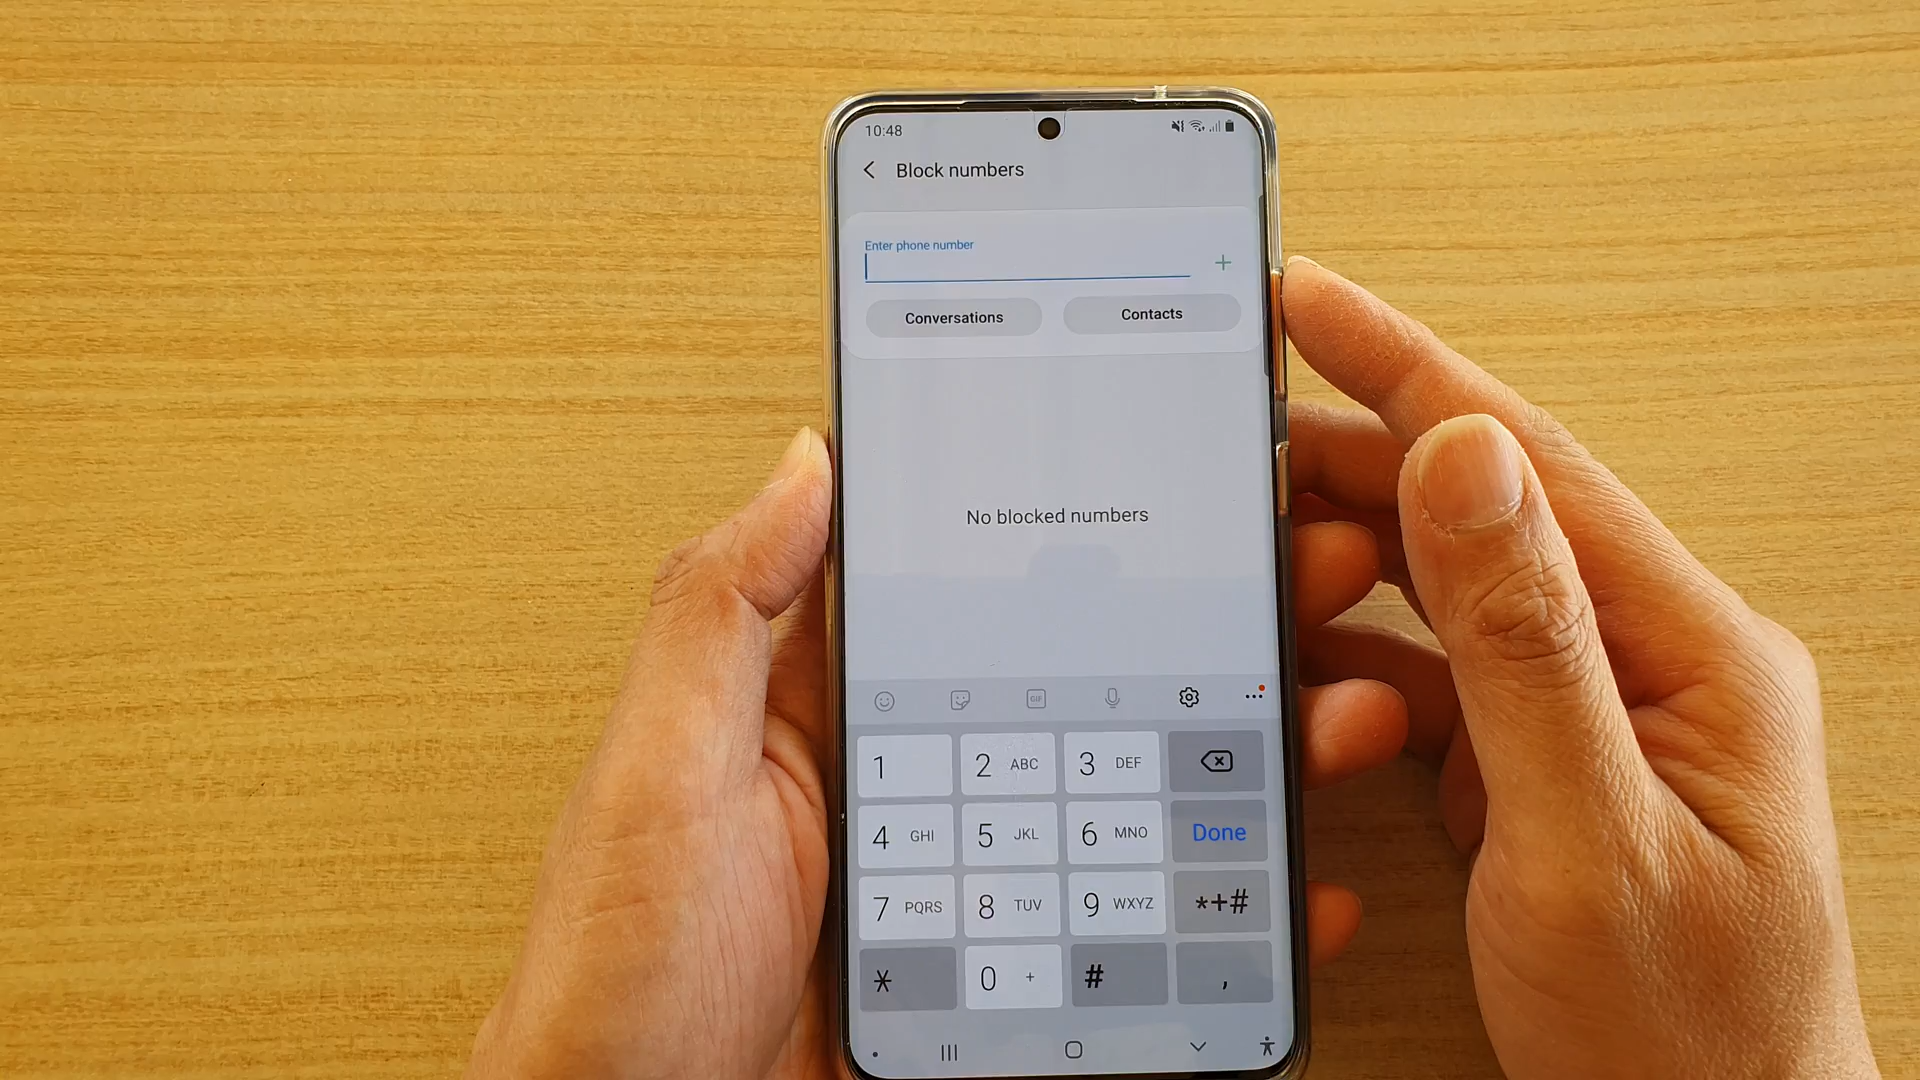 10:48
Block numbers
Enter phone number
+
Conversations Contacts
No blocked numbers
GIF
1 2 ABC 3 DEF
4 GHI 5 JKL 6 MNO Done
7 PQRS 8 TUV 9 WXYZ *+#
* 0 + # ,